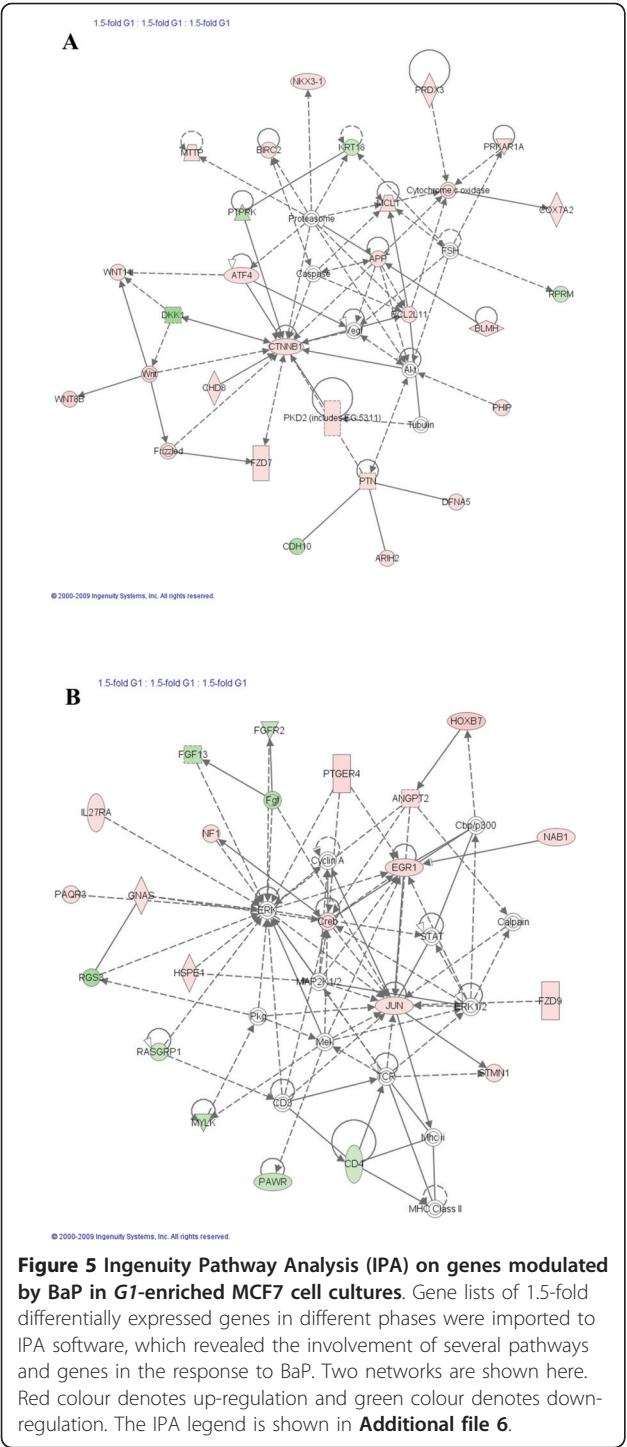 1.5-fold G1 : 1.5-fold G1 : 1.5-fold G1
A
NKX3-1
PRDX3
MTTP
BIRC2
KRT18
PRKAR1A
Cytochrome c oxidase
PTPRK
MCL1
COX7A2
Proteasome
FSH
ATF4
Caspase
APP
WNT11
RPRM
DKK1
BCL2L11
BLMH
Vegf
CTNNB1
Wnt
Akt
CHD8
WNT8B
PKD2 (includes EG:5311)
PHIP
Tubulin
Frizzled
FZD7
PTN
DFNA5
CDH10
ARIH2
© 2000-2009 Ingenuity Systems, Inc. All rights reserved.
1.5-fold G1 : 1.5-fold G1 : 1.5-fold G1
B
HOXB7
FGFR2
FGF13
PTGER4
ANGPT2
Fgf
IL27RA
Cbp/p300
NF1
NAB1
Cyclin A
EGR1
PAQR3
GNAS
ERK
Creb
Calpain
STAT
RGS3
HSPE1
MAP2K1/2
JUN
ERK1/2
FZD9
Pkg
Mek
RASGRP1
TCR
STMN1
CD3
MYLK
Mhc ii
CD4
PAWR
MHC Class II
© 2000-2009 Ingenuity Systems, Inc. All rights reserved.
Figure 5 Ingenuity Pathway Analysis (IPA) on genes modulated
by BaP in G1-enriched MCF7 cell cultures. Gene lists of 1.5-fold
differentially expressed genes in different phases were imported to
IPA software, which revealed the involvement of several pathways
and genes in the response to BaP. Two networks are shown here.
Red colour denotes up-regulation and green colour denotes down-
regulation. The IPA legend is shown in Additional file 6.